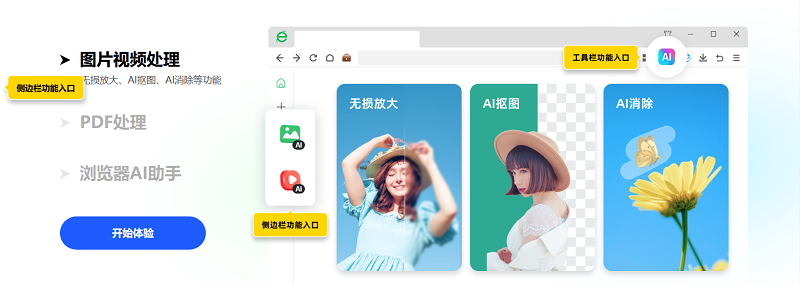 图片视频处理
无损放大、AI抠图、AI消除等功能
侧边栏功能入口
PDF处理
浏览器AI助手
开始体验
工具栏功能入口
AI
无损放大
AI抠图
AI消除
AI
AI
侧边栏功能入口